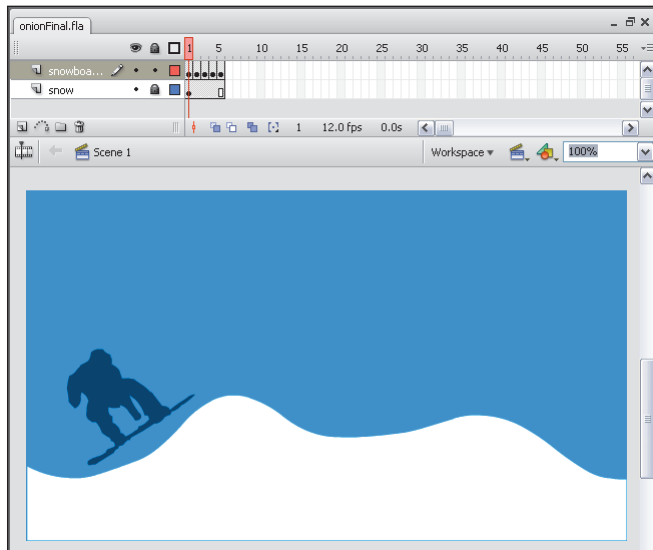 onionFinal.fla
1 5 10 15 20 25 30 35 40 45 50 55
snowboa...
snow
1 12.0 fps 0.0s
Scene 1 Workspace 100%